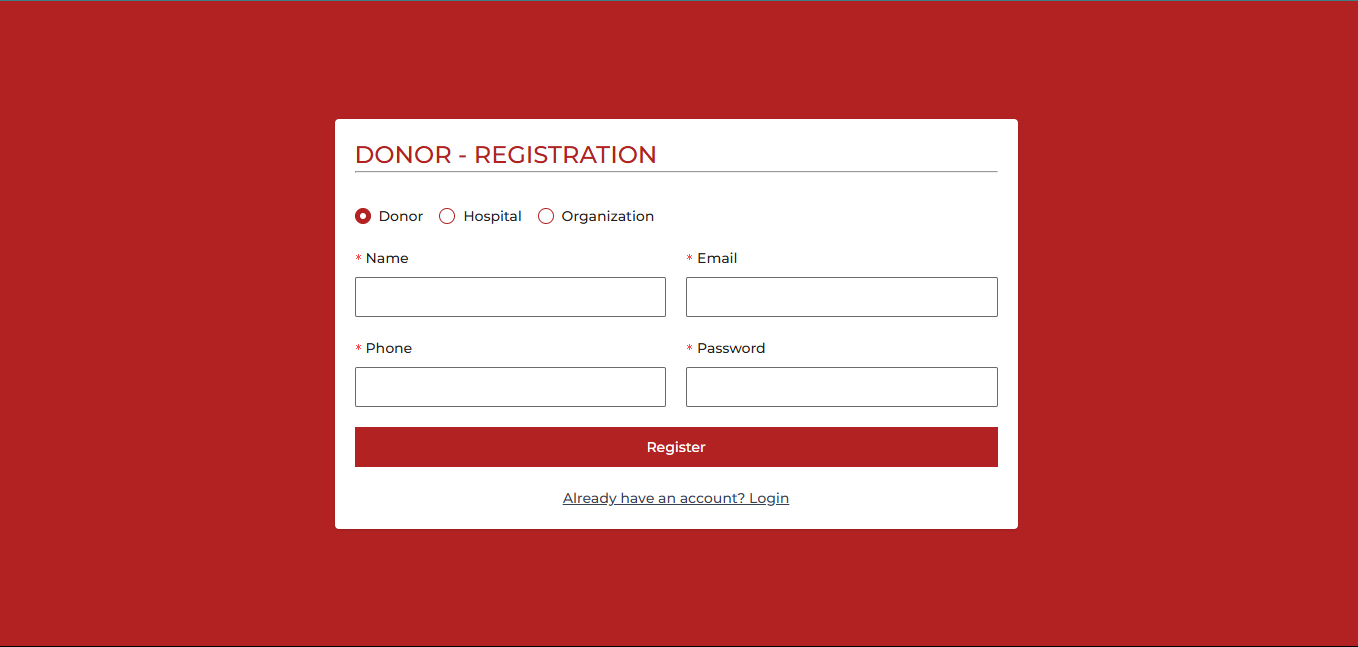 DONOR - REGISTRATION
Donor Hospital Organization
* Name * Email
* Phone * Password
Register
Already have an account? Login